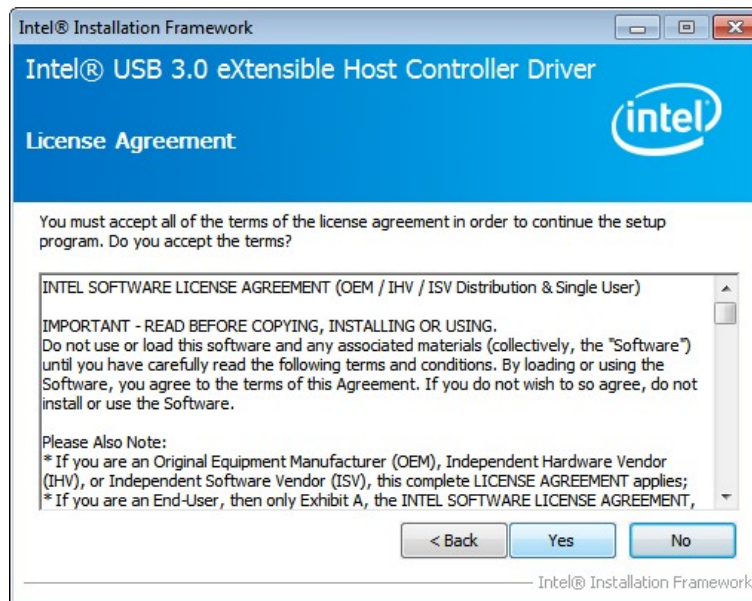 Intel® Installation Framework
Intel® USB 3.0 eXtensible Host Controller Driver
intel
License Agreement
You must accept all of the terms of the license agreement in order to continue the setup
program. Do you accept the terms?
INTEL SOFTWARE LICENSE AGREEMENT (OEM / IHV / ISV Distribution & Single User)
IMPORTANT - READ BEFORE COPYING, INSTALLING OR USING.
Do not use or load this software and any associated materials (collectively, the "Software")
until you have carefully read the following terms and conditions. By loading or using the
Software, you agree to the terms of this Agreement. If you do not wish to so agree, do not
install or use the Software.
Please Also Note:
* If you are an Original Equipment Manufacturer (OEM), Independent Hardware Vendor
(IHV), or Independent Software Vendor (ISV), this complete LICENSE AGREEMENT applies;
* If you are an End-User, then only Exhibit A, the INTEL SOFTWARE LICENSE AGREEMENT,
< Back
Yes
No
Intel® Installation Framework